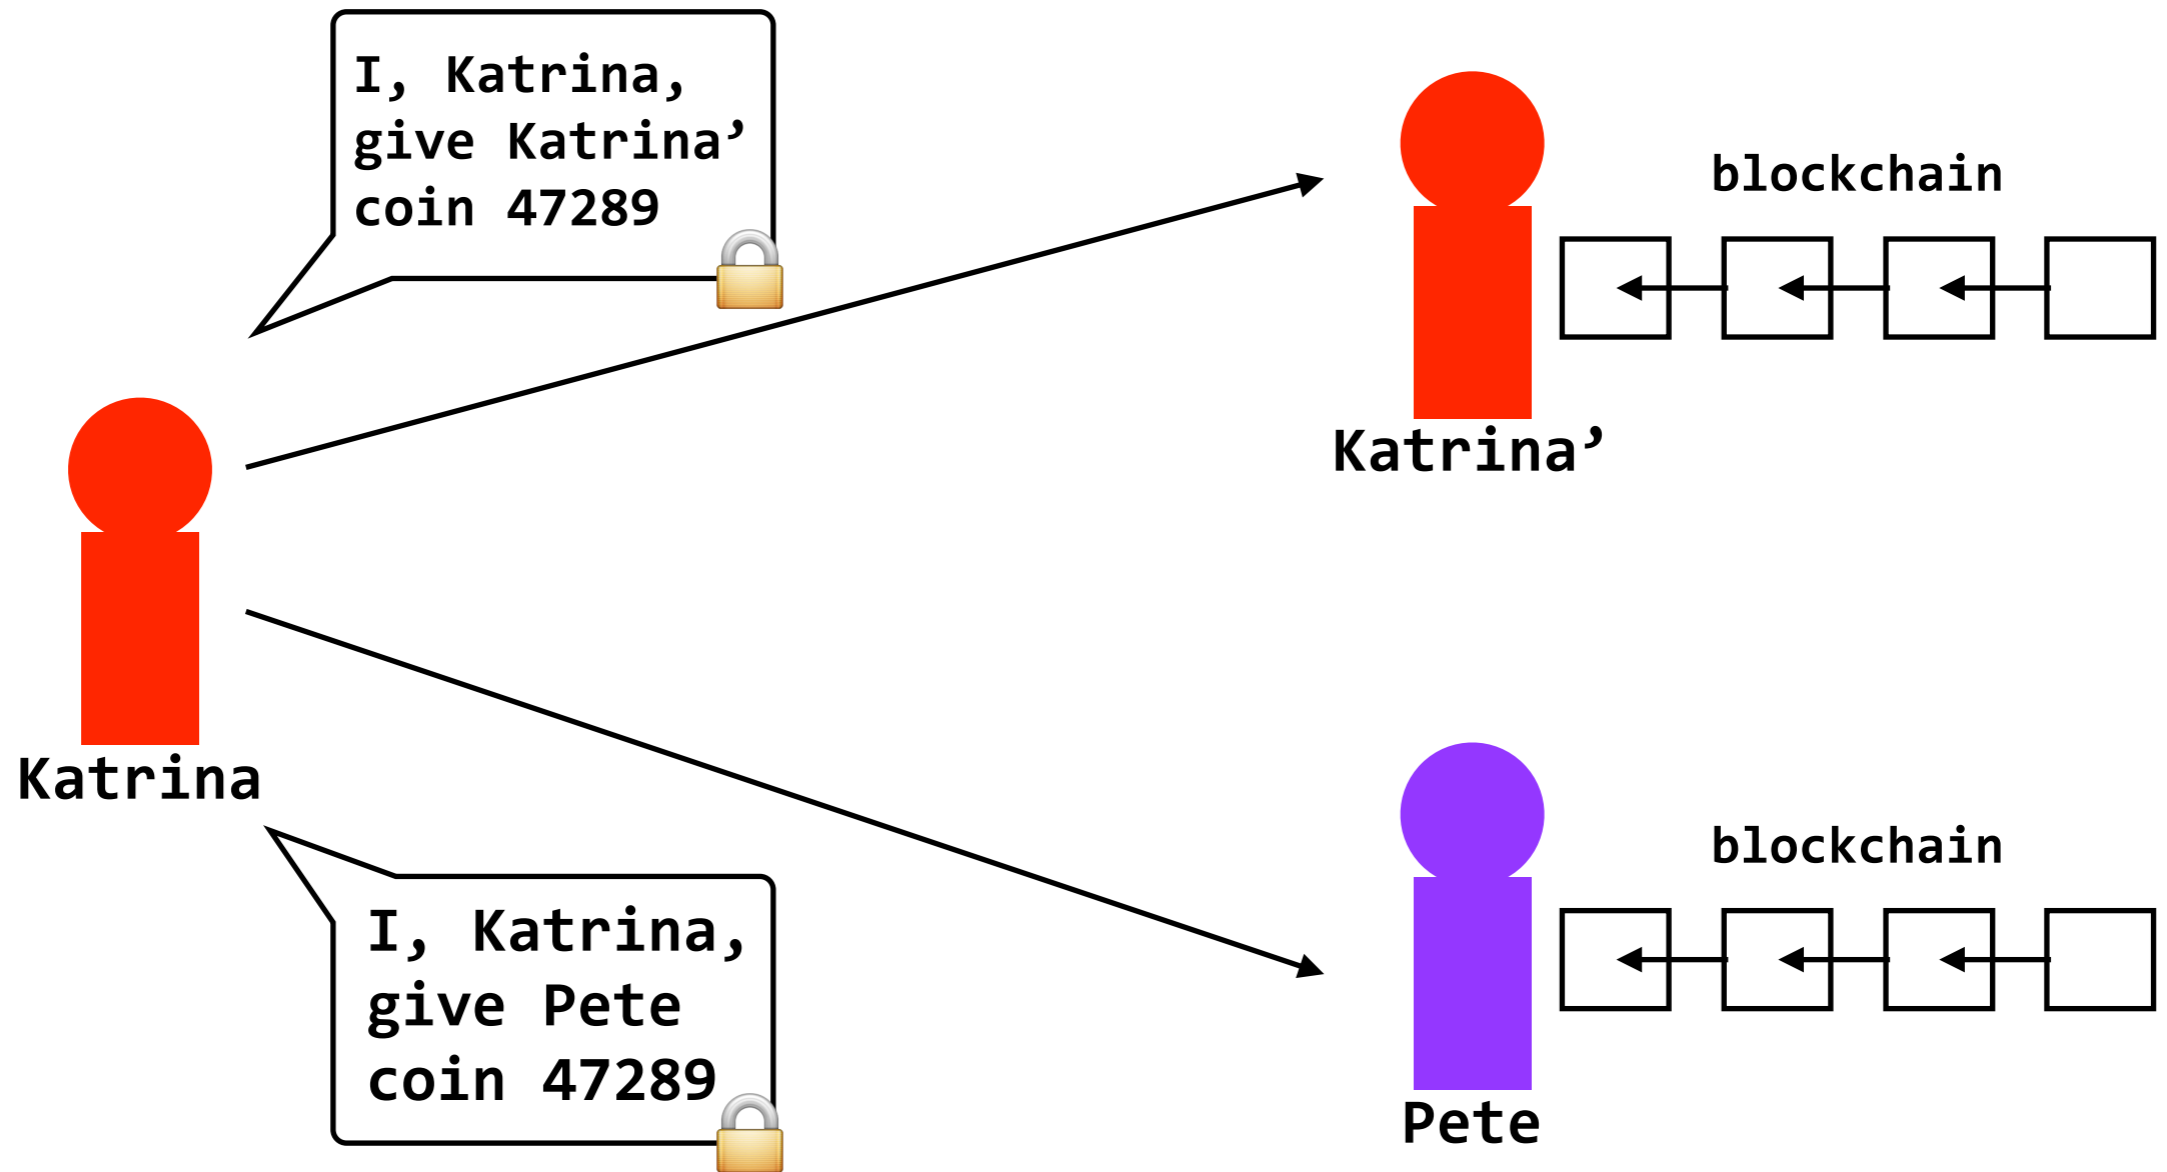 I, Katrina,
give Katrina’
coin 47289
blockchain
Katrina’
Katrina
I, Katrina,
give Pete
coin 47289
blockchain
Pete